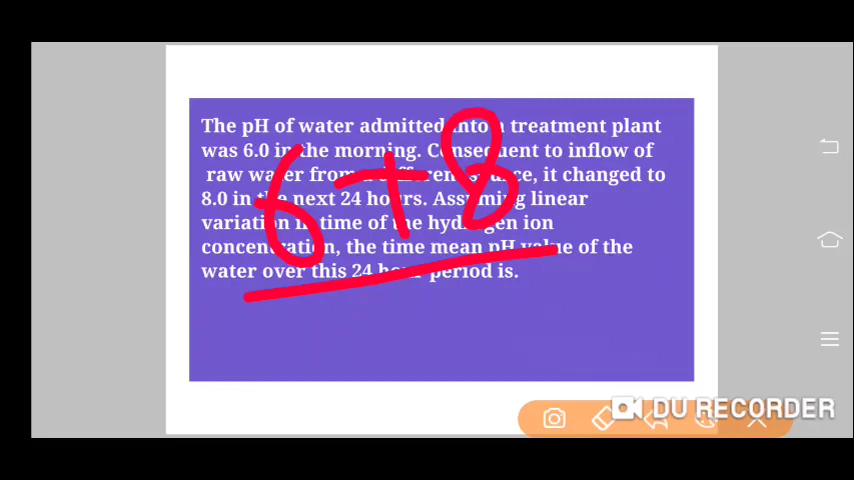 The pH of water admitted into a treatment plant
was 6.0 in the morning. Consequent to inflow of
raw water from a different source, it changed to
8.0 in the next 24 hours. Assuming linear
variation in time of the hydrogen ion
concentration, the time mean pH value of the
water over this 24 hour period is.
6+8
DU RECORDER